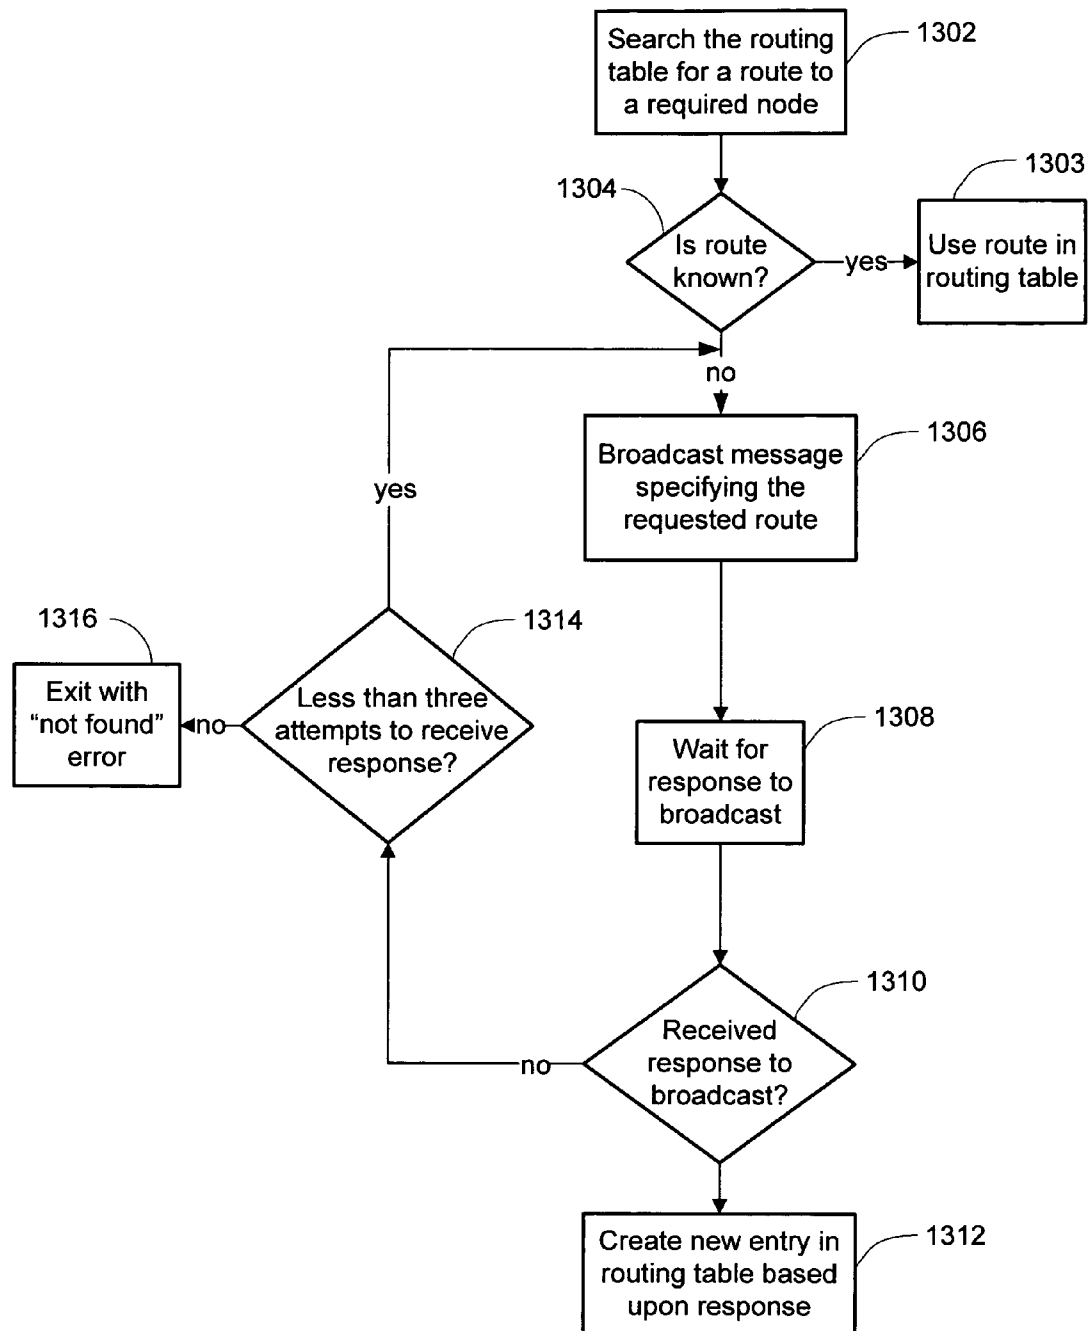 Search the routing
table for a route to
a required node
1302
1304
Is route
known?
yes
1303
Use route in
routing table
no
Broadcast message
specifying the
requested route
1306
yes
1316
Exit with
“not found”
error
no
1314
Less than three
attempts to receive
response?
1308
Wait for
response to
broadcast
1310
Received
response to
broadcast?
no
Create new entry in
routing table based
upon response
1312